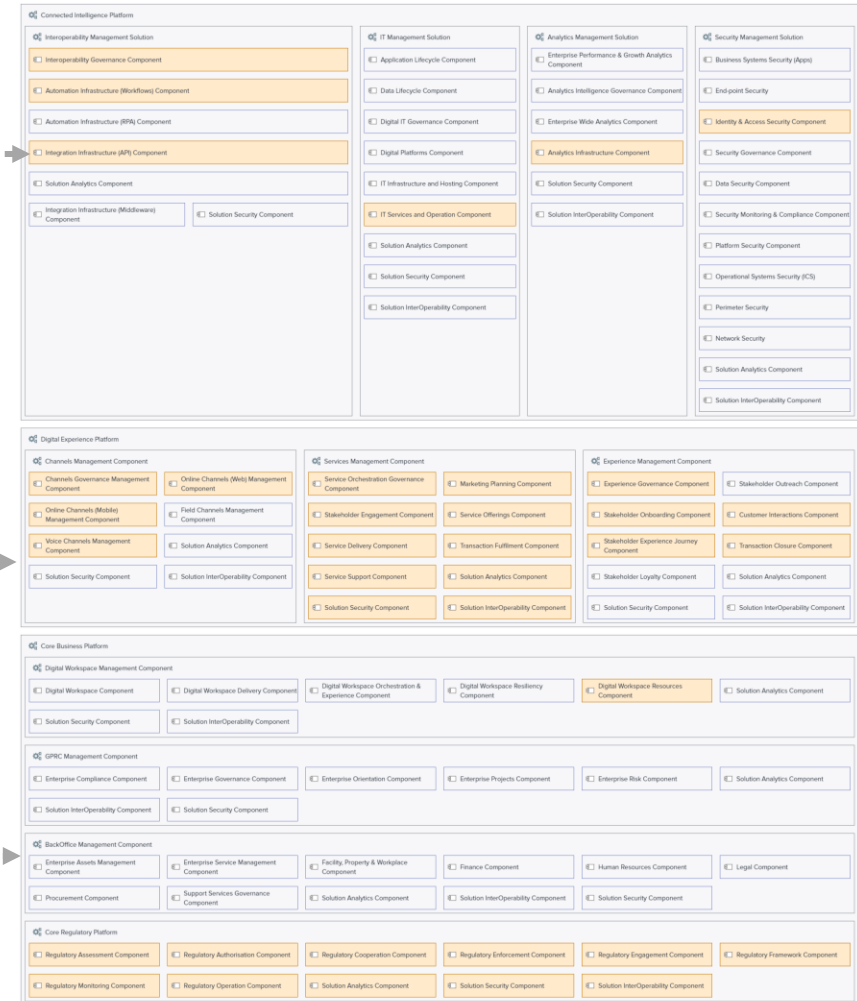 Connected Intelligence Platform
Interoperability Management Solution
Interoperability Governance Component
Automation Infrastructure (Workflows) Component
Automation Infrastructure (RPA) Component
Integration Infrastructure (API) Component
Solution Analytics Component
Integration Infrastructure (Middleware)
Component
Solution Security Component
IT Management Solution
Application Lifecycle Component
Data Lifecycle Component
Digital IT Governance Component
Digital Platforms Component
IT Infrastructure and Hosting Component
IT Services and Operation Component
Solution Analytics Component
Solution Security Component
Solution InterOperability Component
Analytics Management Solution
Enterprise Performance & Growth Analytics
Component
Analytics Intelligence Governance Component
Enterprise Wide Analytics Component
Analytics Infrastructure Component
Solution Security Component
Solution InterOperability Component
Security Management Solution
Business Systems Security (Apps)
End-point Security
Identity & Access Security Component
Security Governance Component
Data Security Component
Security Monitoring & Compliance Component
Platform Security Component
Operational Systems Security (ICS)
Perimeter Security
Network Security
Solution Analytics Component
Solution InterOperability Component
Digital Experience Platform
Channels Management Component
Channels Governance Management
Component
Online Channels (Web) Management
Component
Online Channels (Mobile)
Management Component
Field Channels Management
Component
Voice Channels Management
Component
Solution Analytics Component
Solution Security Component
Solution InterOperability Component
Services Management Component
Service Orchestration Governance
Component
Marketing Planning Component
Stakeholder Engagement Component
Service Offerings Component
Service Delivery Component
Transaction Fulfilment Component
Service Support Component
Solution Analytics Component
Solution Security Component
Solution InterOperability Component
Experience Management Component
Experience Governance Component
Stakeholder Outreach Component
Stakeholder Onboarding Component
Customer Interactions Component
Stakeholder Experience Journey
Component
Transaction Closure Component
Stakeholder Loyalty Component
Solution Analytics Component
Solution Security Component
Solution InterOperability Component
Core Business Platform
Digital Workspace Management Component
Digital Workspace Component
Digital Workspace Delivery Component
Digital Workspace Orchestration &
Experience Component
Digital Workspace Resiliency
Component
Digital Workspace Resources
Component
Solution Analytics Component
Solution Security Component
Solution InterOperability Component
GPRC Management Component
Enterprise Compliance Component
Enterprise Governance Component
Enterprise Orientation Component
Enterprise Projects Component
Enterprise Risk Component
Solution Analytics Component
Solution InterOperability Component
Solution Security Component
BackOffice Management Component
Enterprise Assets Management
Component
Enterprise Service Management
Component
Facility, Property & Workplace
Component
Finance Component
Human Resources Component
Legal Component
Procurement Component
Support Services Governance
Component
Solution Analytics Component
Solution InterOperability Component
Solution Security Component
Core Regulatory Platform
Regulatory Assessment Component
Regulatory Authorisation Component
Regulatory Cooperation Component
Regulatory Enforcement Component
Regulatory Engagement Component
Regulatory Framework Component
Regulatory Monitoring Component
Regulatory Operation Component
Solution Analytics Component
Solution Security Component
Solution InterOperability Component